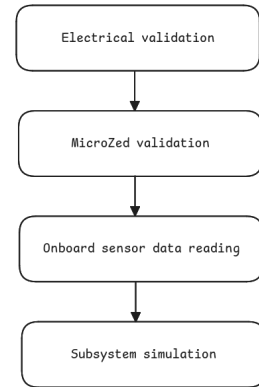 Electrical validation
MicroZed validation
Onboard sensor data reading
Subsystem simulation